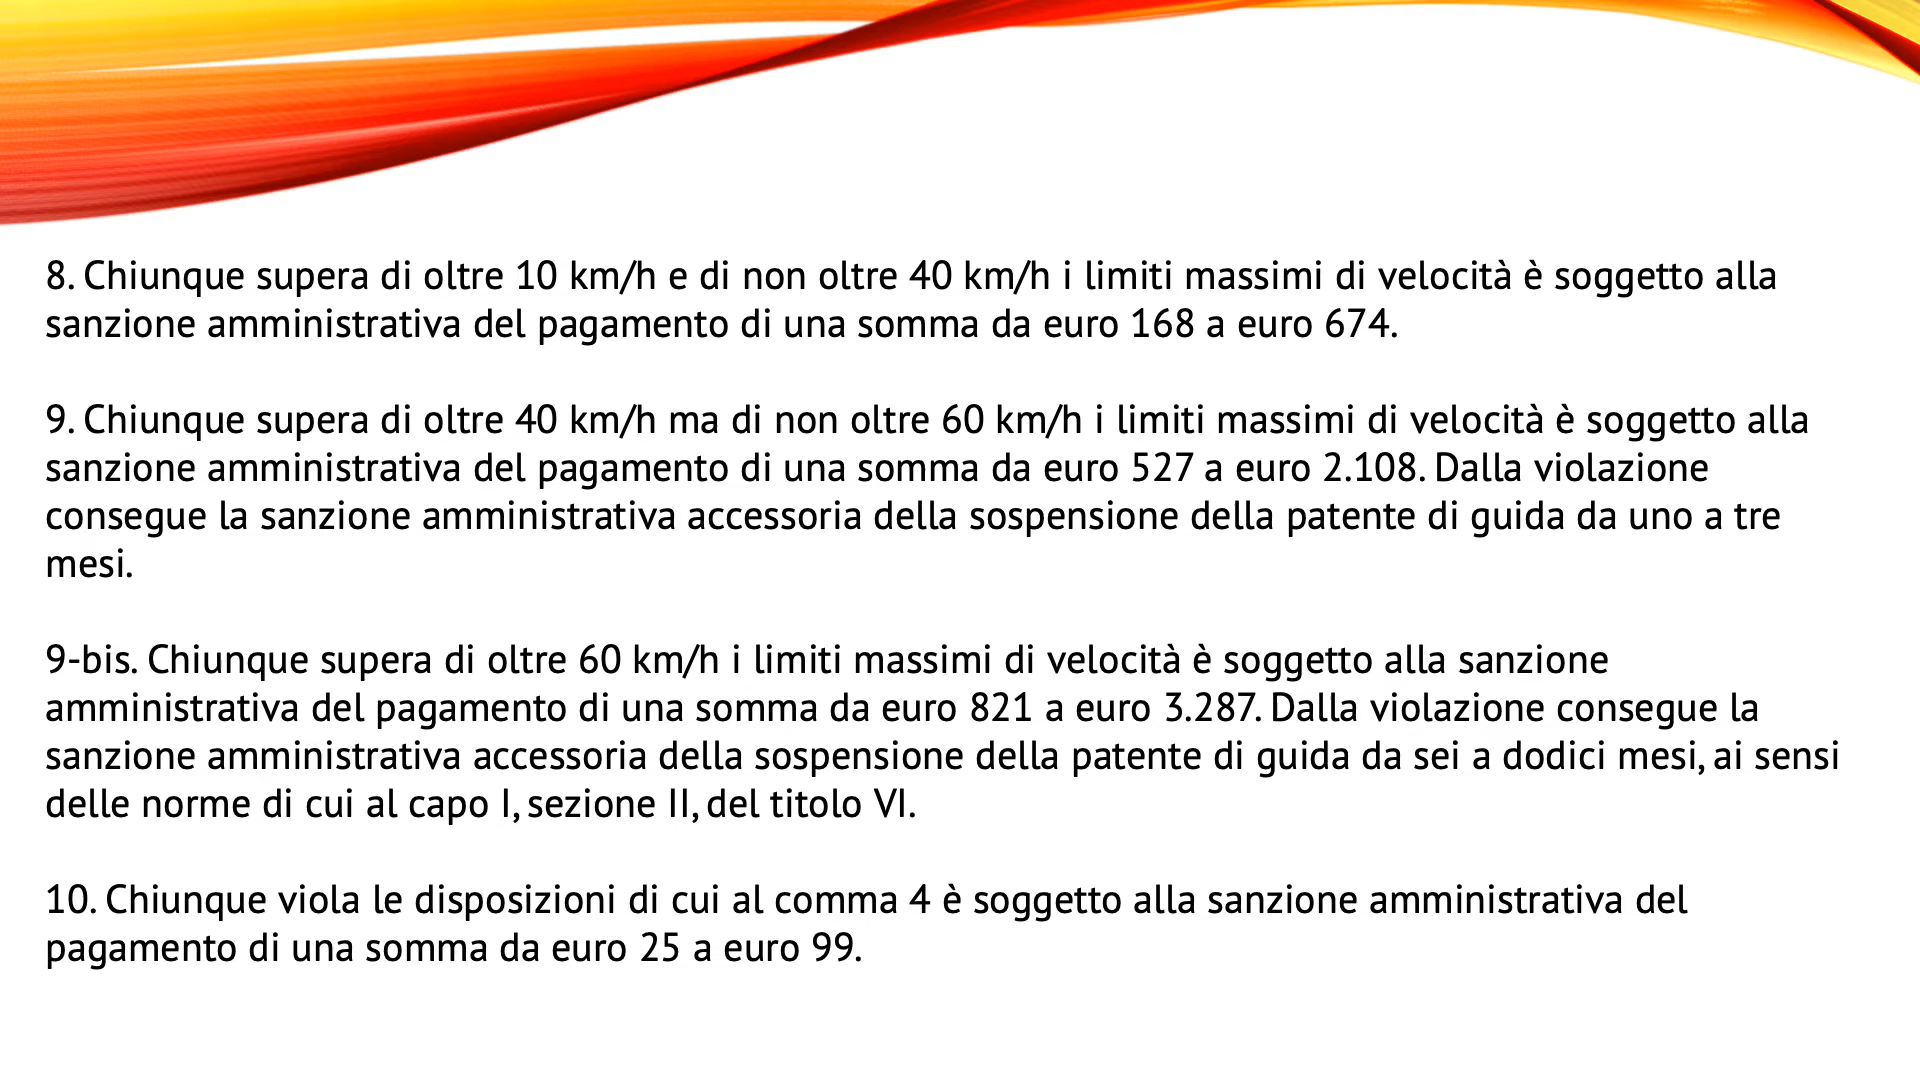 8. Chiunque supera di oltre 10 km/h e di non oltre 40 km/h i limiti massimi di velocità è soggetto alla
sanzione amministrativa del pagamento di una somma da euro 168 a euro 674.
9. Chiunque supera di oltre 40 km/h ma di non oltre 60 km/h i limiti massimi di velocità è soggetto alla
sanzione amministrativa del pagamento di una somma da euro 527 a euro 2.108. Dalla violazione
consegue la sanzione amministrativa accessoria della sospensione della patente di guida da uno a tre
mesi.
9-bis. Chiunque supera di oltre 60 km/h i limiti massimi di velocità è soggetto alla sanzione
amministrativa del pagamento di una somma da euro 821 a euro 3.287. Dalla violazione consegue la
sanzione amministrativa accessoria della sospensione della patente di guida da sei a dodici mesi, ai sensi
delle norme di cui al capo I, sezione II, del titolo VI.
10. Chiunque viola le disposizioni di cui al comma 4 è soggetto alla sanzione amministrativa del
pagamento di una somma da euro 25 a euro 99.